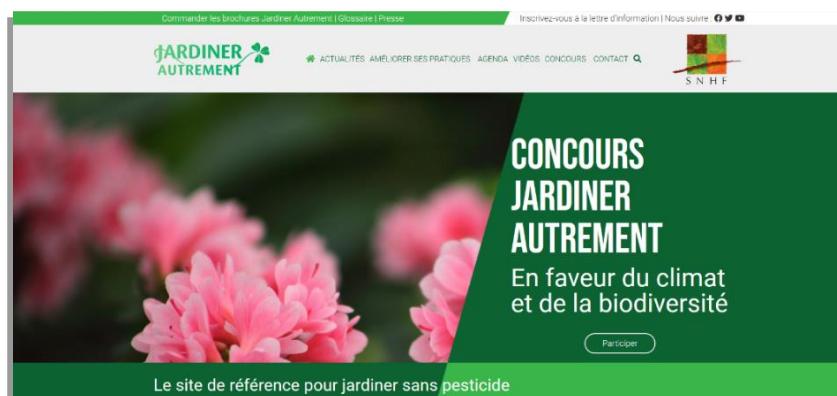 Commander les brochures Jardiner Autrement | Glossaire | Presse
Inscrivez-vous à la lettre d'information | Nous suivre :
JARDINER
AUTREMENT
ACTUALITÉS AMÉLIORER SES PRATIQUES AGENDA VIDÉOS CONCOURS CONTACT
SNHF
CONCOURS
JARDINER
AUTREMENT
En faveur du climat
et de la biodiversité
Participer
Le site de référence pour jardiner sans pesticide